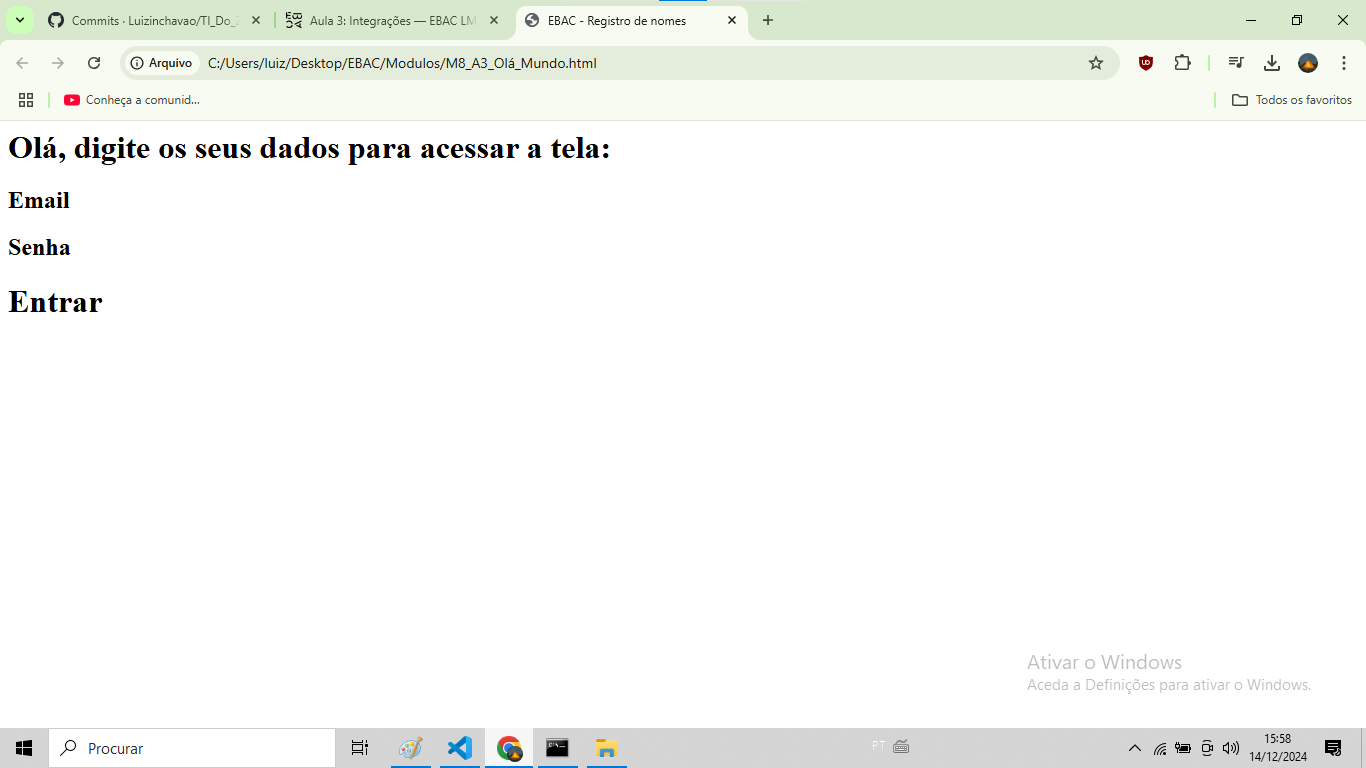 Commits · Luizinchavao/TI_Do_Z
EBAC
Aula 3: Integrações — EBAC LM
EBAC - Registro de nomes
Arquivo
C:/Users/luiz/Desktop/EBAC/Modulos/M8_A3_Olá_Mundo.html
Conheça a comunid...
Todos os favoritos
Olá, digite os seus dados para acessar a tela:
Email
Senha
Entrar
Ativar o Windows
Aceda a Definições para ativar o Windows.
Procurar
PT
15:58
14/12/2024